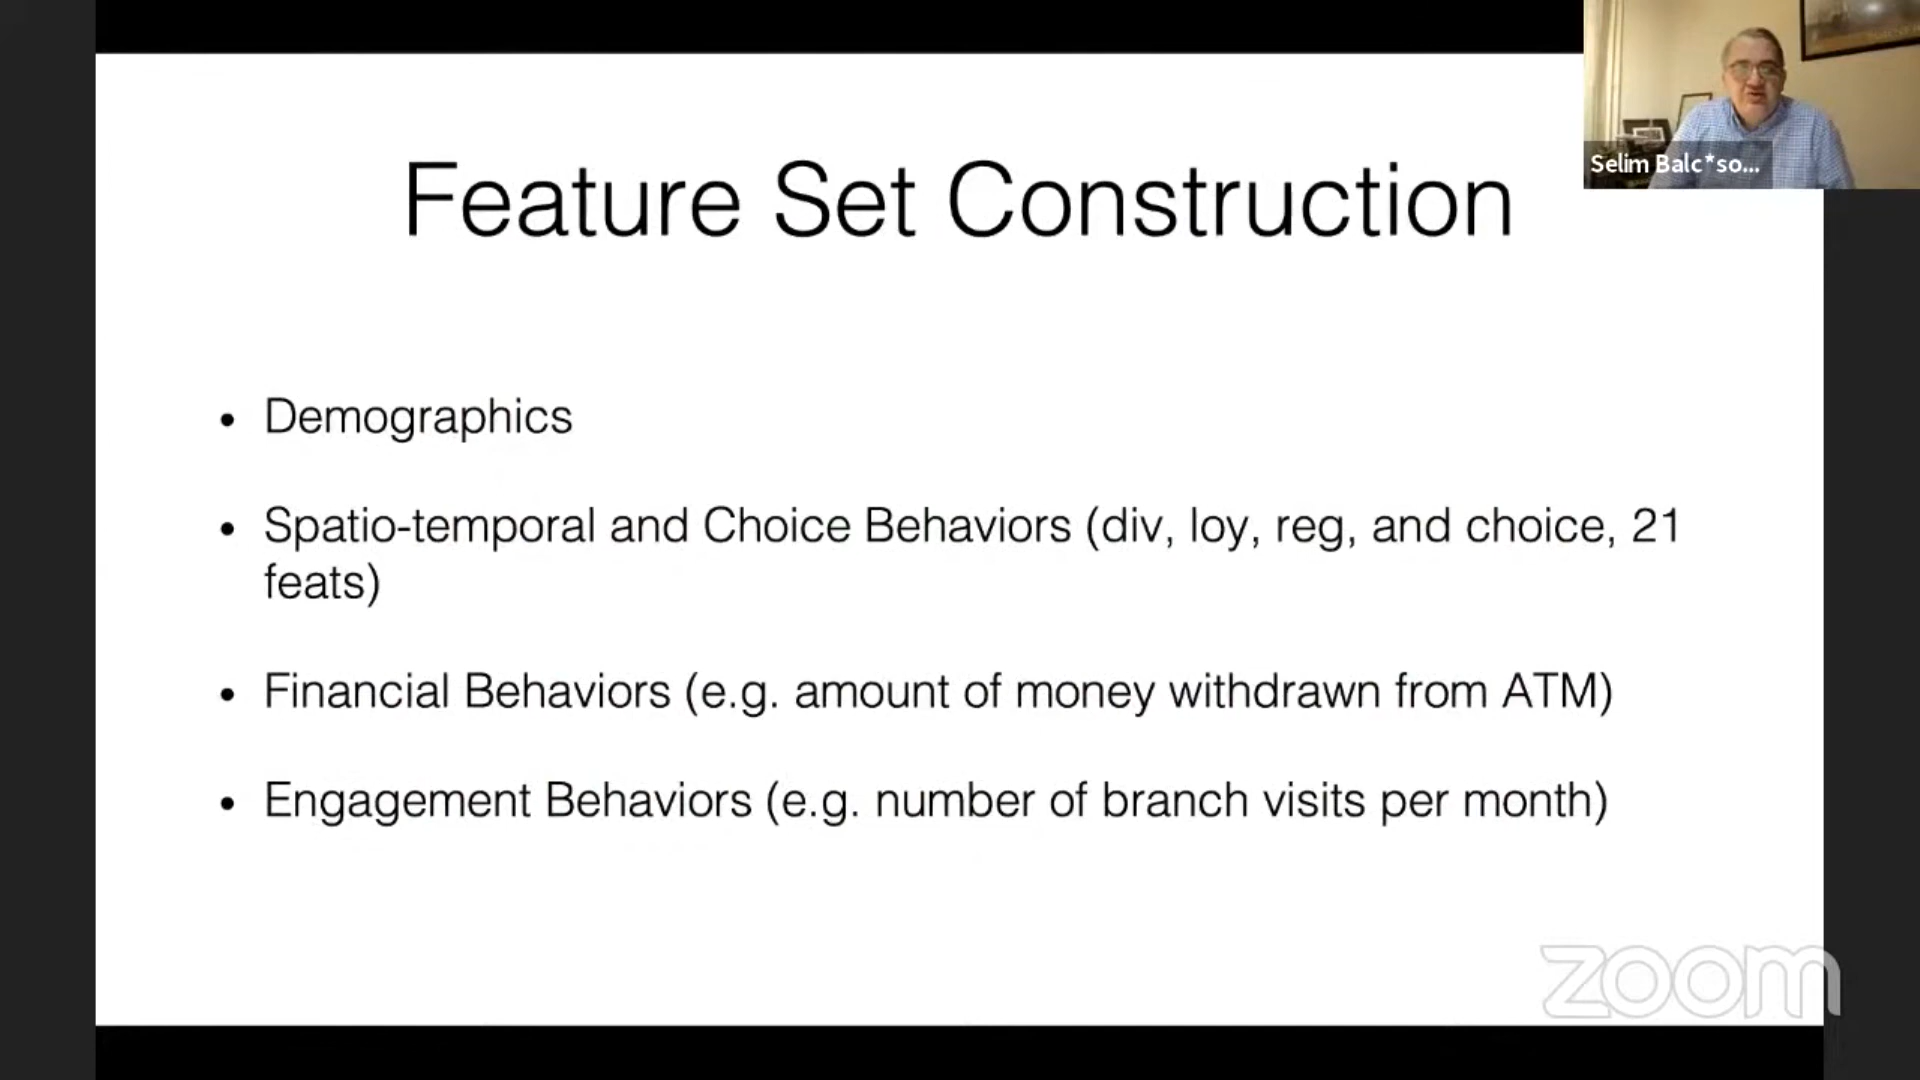 Selim Balc*so...
Feature Set Construction
• Demographics
• Spatio-temporal and Choice Behaviors (div, loy, reg, and choice, 21
feats)
• Financial Behaviors (e.g. amount of money withdrawn from ATM)
• Engagement Behaviors (e.g. number of branch visits per month)
zoom